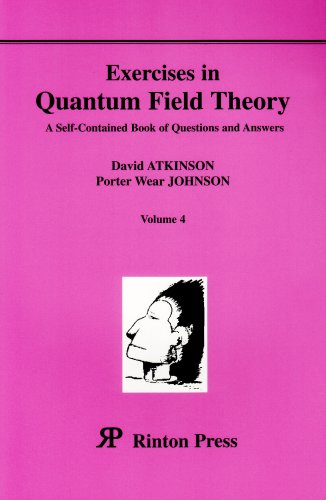 Exercises in
Quantum Field Theory
A Self-Contained Book of Questions and Answers
David ATKINSON
Porter Wear JOHNSON
Volume 4
Rinton Press